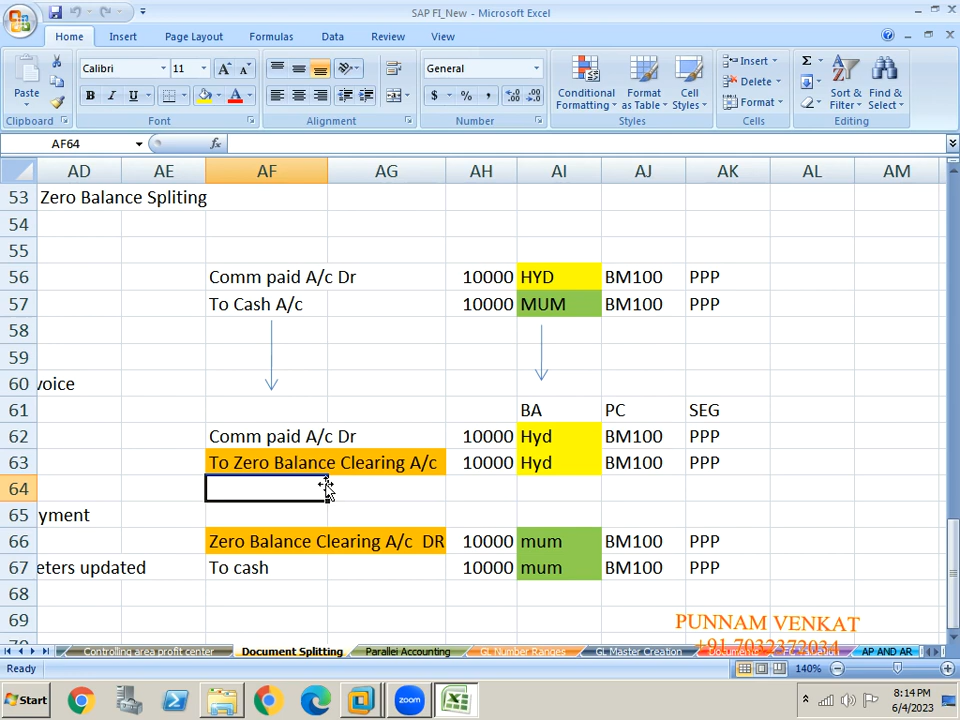 SAP FI_New - Microsoft Excel
Home Insert Page Layout Formulas Data Review View
Paste Calibri 11 A A General Conditional Formatting Format as Table Cell Styles Insert Delete Format Σ Sort & Filter Find & Select
B I U A $ % , .00
Clipboard Font Alignment Number Styles Cells Editing
AF64 fx
AD AE AF AG AH AI AJ AK AL AM
53 Zero Balance Spliting
54
55
56 Comm paid A/c Dr 10000 HYD BM100 PPP
57 To Cash A/c 10000 MUM BM100 PPP
58
59
60 voice
61 BA PC SEG
62 Comm paid A/c Dr 10000 Hyd BM100 PPP
63 To Zero Balance Clearing A/c 10000 Hyd BM100 PPP
64
65 yment
66 Zero Balance Clearing A/c DR 10000 mum BM100 PPP
67 eters updated To cash 10000 mum BM100 PPP
68
69
PUNNAM VENKAT
+91 7032372034
Controlling area profit center Document Splitting Parallel Accounting GL Number Ranges GL Master Creation AP AND AR
Ready 140%
Start zoom 8:14 PM
6/4/2023